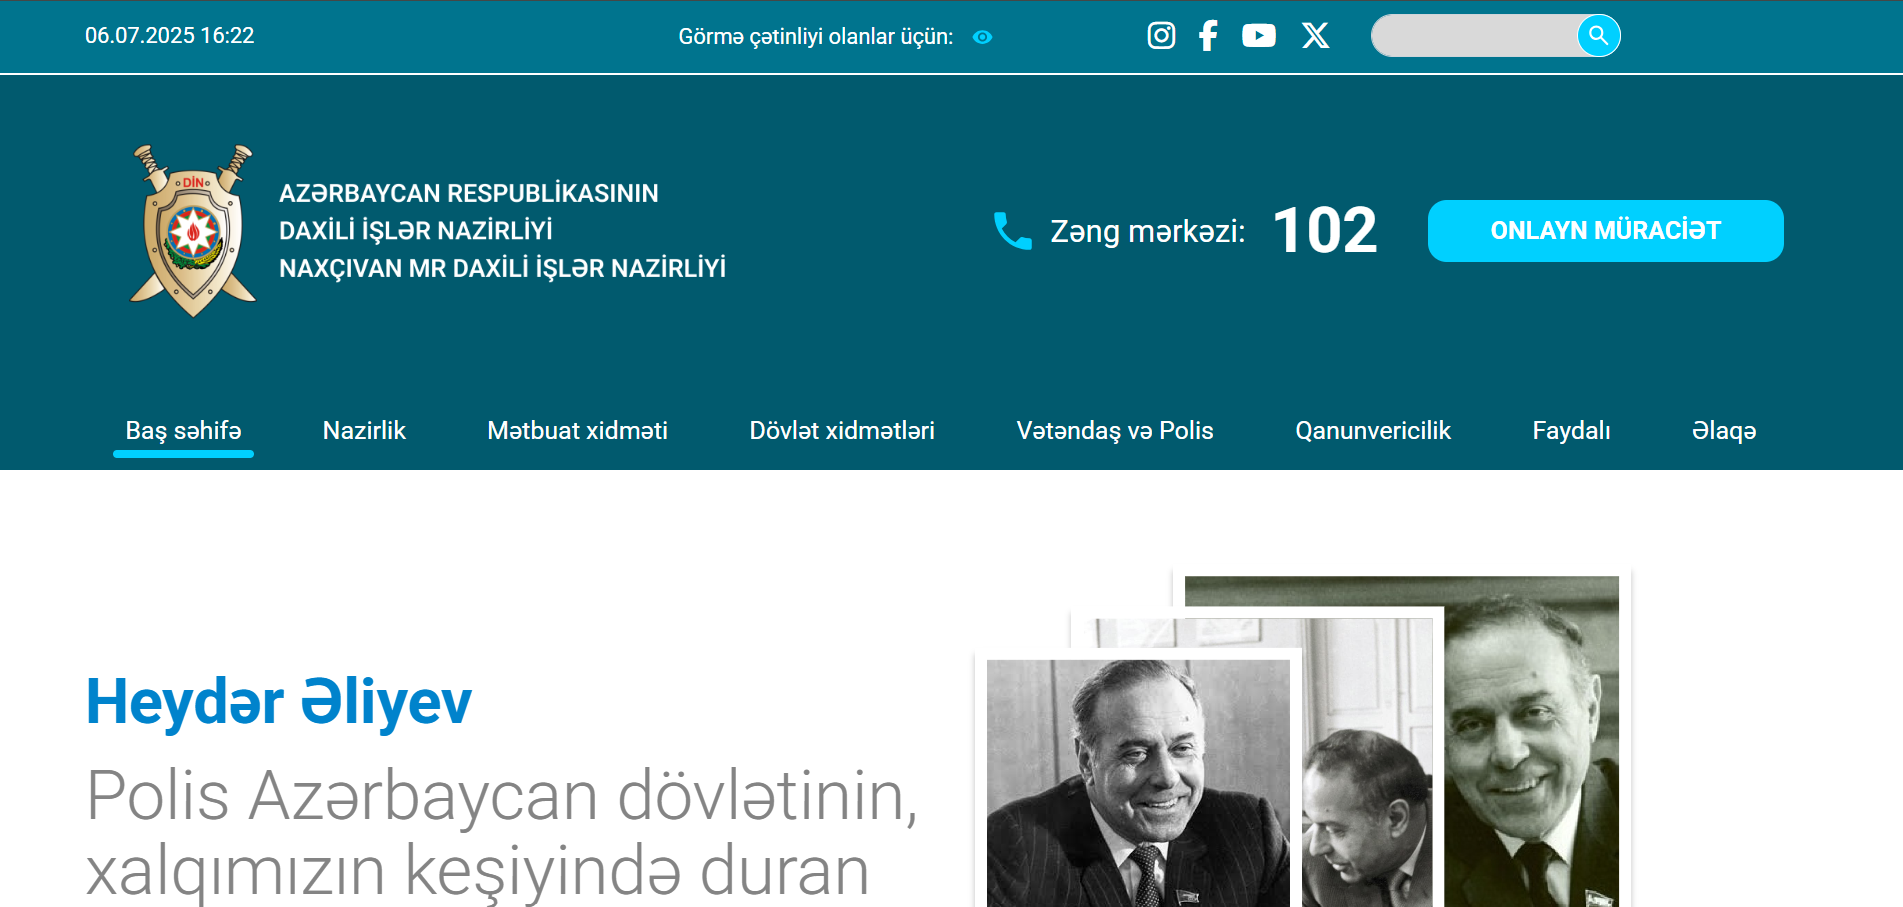 06.07.2025 16:22
Görmə çətinliyi olanlar üçün:
DİN
AZƏRBAYCAN RESPUBLİKASININ
DAXİLİ İŞLƏR NAZİRLİYİ
NAXÇIVAN MR DAXİLİ İŞLƏR NAZİRLİYİ
Zəng mərkəzi: 102
ONLAYN MÜRACİƏT
Baş səhifə Nazirlik Mətbuat xidməti Dövlət xidmətləri Vətəndaş və Polis Qanunvericilik Faydalı Əlaqə
Heydər Əliyev
Polis Azərbaycan dövlətinin,
xalqımızın keşiyində duran